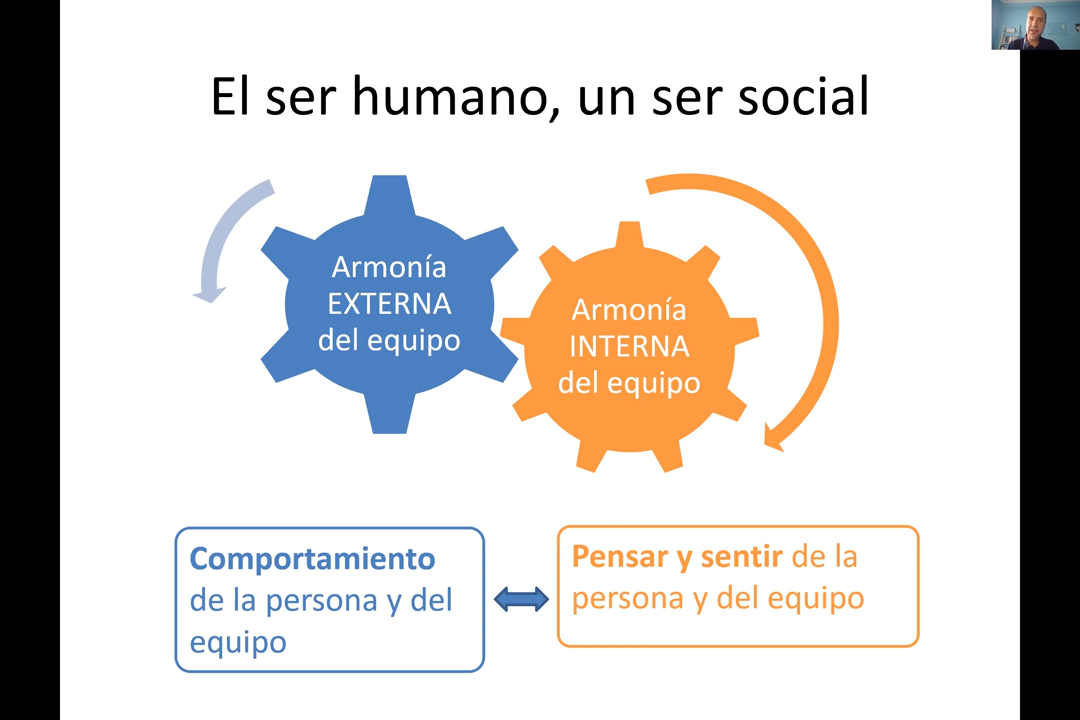 El ser humano, un ser social
Armonía
EXTERNA
del equipo
Armonía
INTERNA
del equipo
Comportamiento
de la persona y del
equipo
Pensar y sentir de la
persona y del equipo